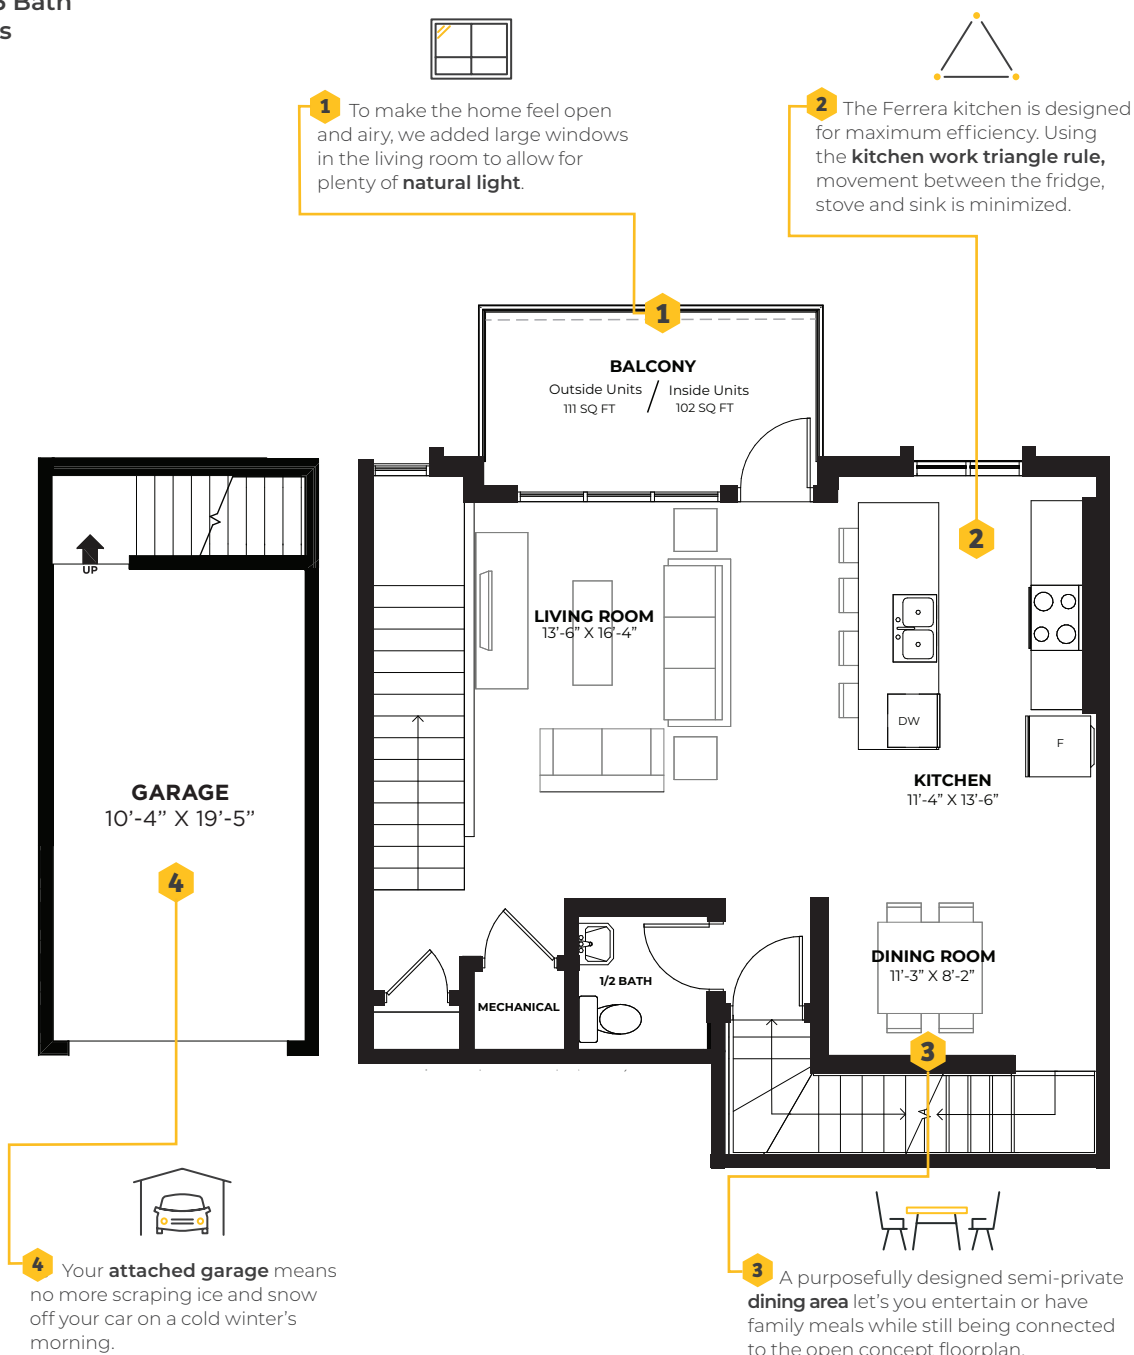 Bath
s
1 To make the home feel open
and airy, we added large windows
in the living room to allow for
plenty of natural light.
2 The Ferrera kitchen is designed
for maximum efficiency. Using
the kitchen work triangle rule,
movement between the fridge,
stove and sink is minimized.
1
BALCONY
Outside Units / Inside Units
111 SQ FT 102 SQ FT
2
UP
LIVING ROOM
13'-6" X 16'-4"
DW
F
KITCHEN
11'-4" X 13'-6"
GARAGE
10'-4" X 19'-5"
4
DINING ROOM
11'-3" X 8'-2"
1/2 BATH
MECHANICAL
3
4 Your attached garage means
no more scraping ice and snow
off your car on a cold winter's
morning.
3 A purposefully designed semi-private
dining area let's you entertain or have
family meals while still being connected
to the open concept floorplan.